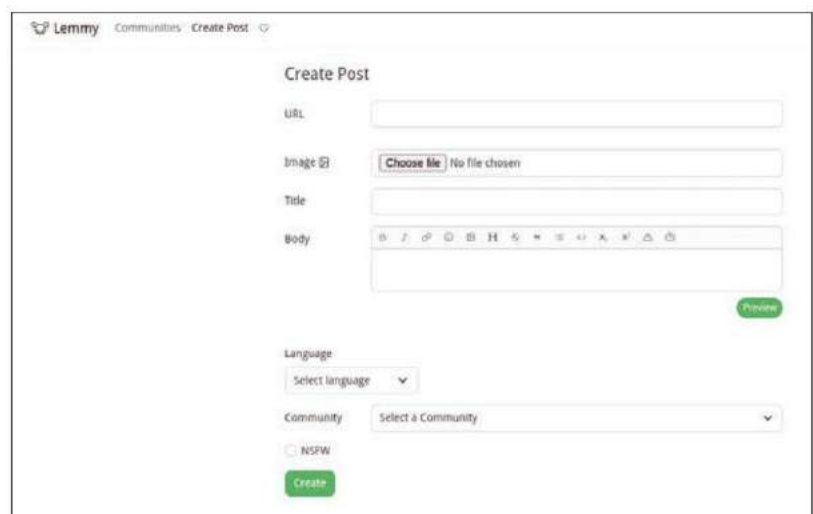 Lemmy Communities Create Post
Create Post
URL
Image
Choose file No file chosen
Title
Body
Preview
Language
Select language
Community Select a Community
NSFW
Create